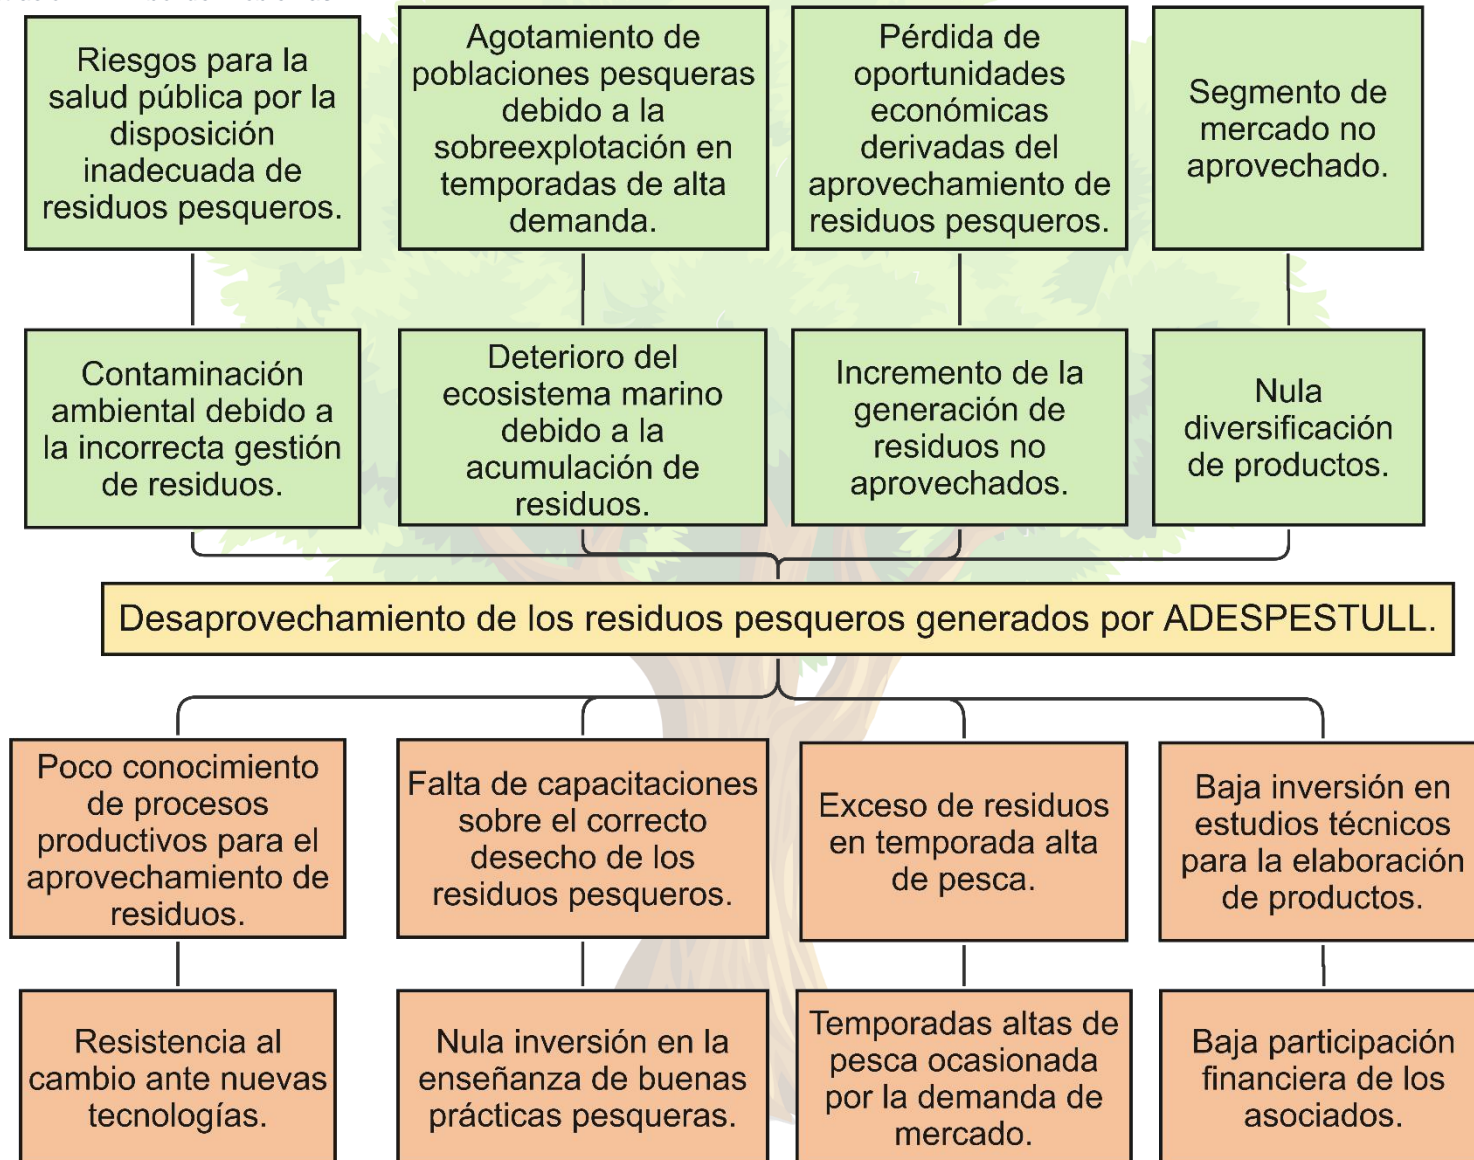 Riesgos para la
salud pública por la
disposición
inadecuada de
residuos pesqueros.
Agotamiento de
poblaciones pesqueras
debido a la
sobreexplotación en
temporadas de alta
demanda.
Pérdida de
oportunidades
económicas
derivadas del
aprovechamiento de
residuos pesqueros.
Segmento de
mercado no
aprovechado.
Contaminación
ambiental debido a
la incorrecta gestión
de residuos.
Deterioro del
ecosistema marino
debido a la
acumulación de
residuos.
Incremento de la
generación de
residuos no
aprovechados.
Nula
diversificación
de productos.
Desaprovechamiento de los residuos pesqueros generados por ADESPESTULL.
Poco conocimiento
de procesos
productivos para el
aprovechamiento de
residuos.
Falta de capacitaciones
sobre el correcto
desecho de los
residuos pesqueros.
Exceso de residuos
en temporada alta
de pesca.
Baja inversión en
estudios técnicos
para la elaboración
de productos.
Resistencia al
cambio ante nuevas
tecnologías.
Nula inversión en la
enseñanza de buenas
prácticas pesqueras.
Temporadas altas de
pesca ocasionada
por la demanda de
mercado.
Baja participación
financiera de los
asociados.